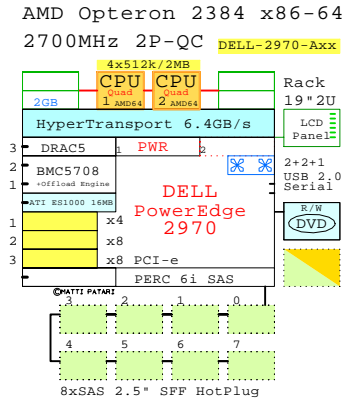 AMD Opteron 2384 x86-64
2700MHz 2P-QC DELL-2970-Axx
4x512k/2MB
CPU CPU
Quad Quad
1 AMD64 2 AMD64
2GB
Rack
19"2U
HyperTransport 6.4GB/s
LCD
Panel
3 DRAC5 1 PWR 2
2 BMC5708
1 +Offload Engine
2+2+1
USB 2.0
Serial
ATI ES1000 16MB
DELL
PowerEdge
2970
R/W
DVD
1 x4
2 x8
3 x8 PCI-e
PERC 6i SAS
©MATTI PATARI
3 2 1 0
4 5 6 7
8xSAS 2.5" SFF HotPlug